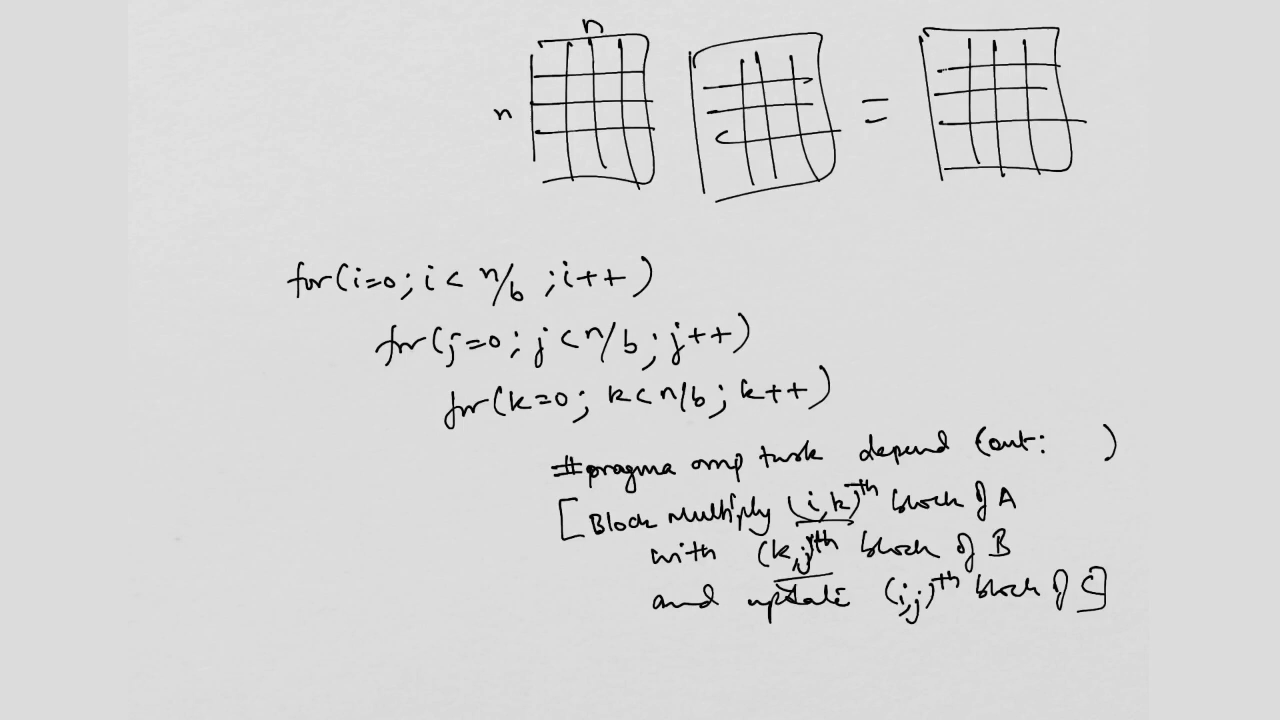 n
n
=
for(i=0; i < n/b ; i++)
for(j=0; j < n/b ; j++)
for(k=0; k < n/b ; k++)
#pragma omp task depend (out: )
[Block Multiply (i,k)th block of A
with (k,j)th block of B
and update (i,j)th block of C]